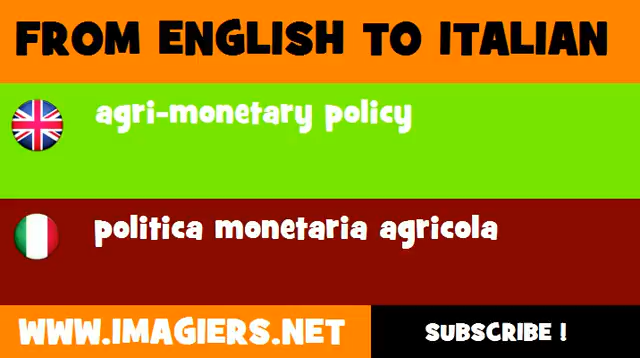 FROM ENGLISH TO ITALIAN
agri-monetary policy
politica monetaria agricola
WWW.IMAGIERS.NET
SUBSCRIBE !